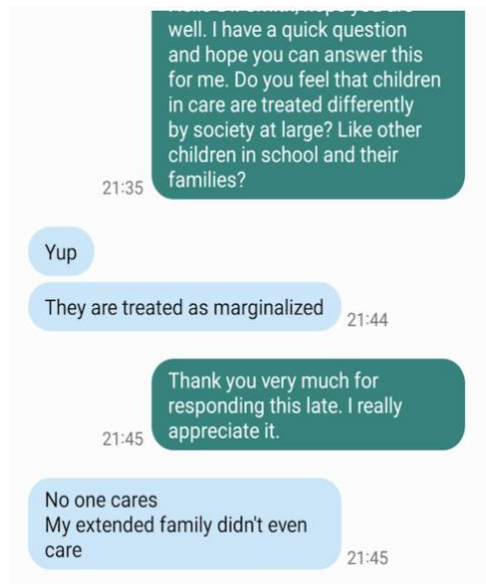 well. I have a quick question
and hope you can answer this
for me. Do you feel that children
in care are treated differently
by society at large? Like other
children in school and their
families?
21:35
Yup
They are treated as marginalized
21:44
Thank you very much for
responding this late. I really
appreciate it.
21:45
No one cares
My extended family didn't even
care
21:45